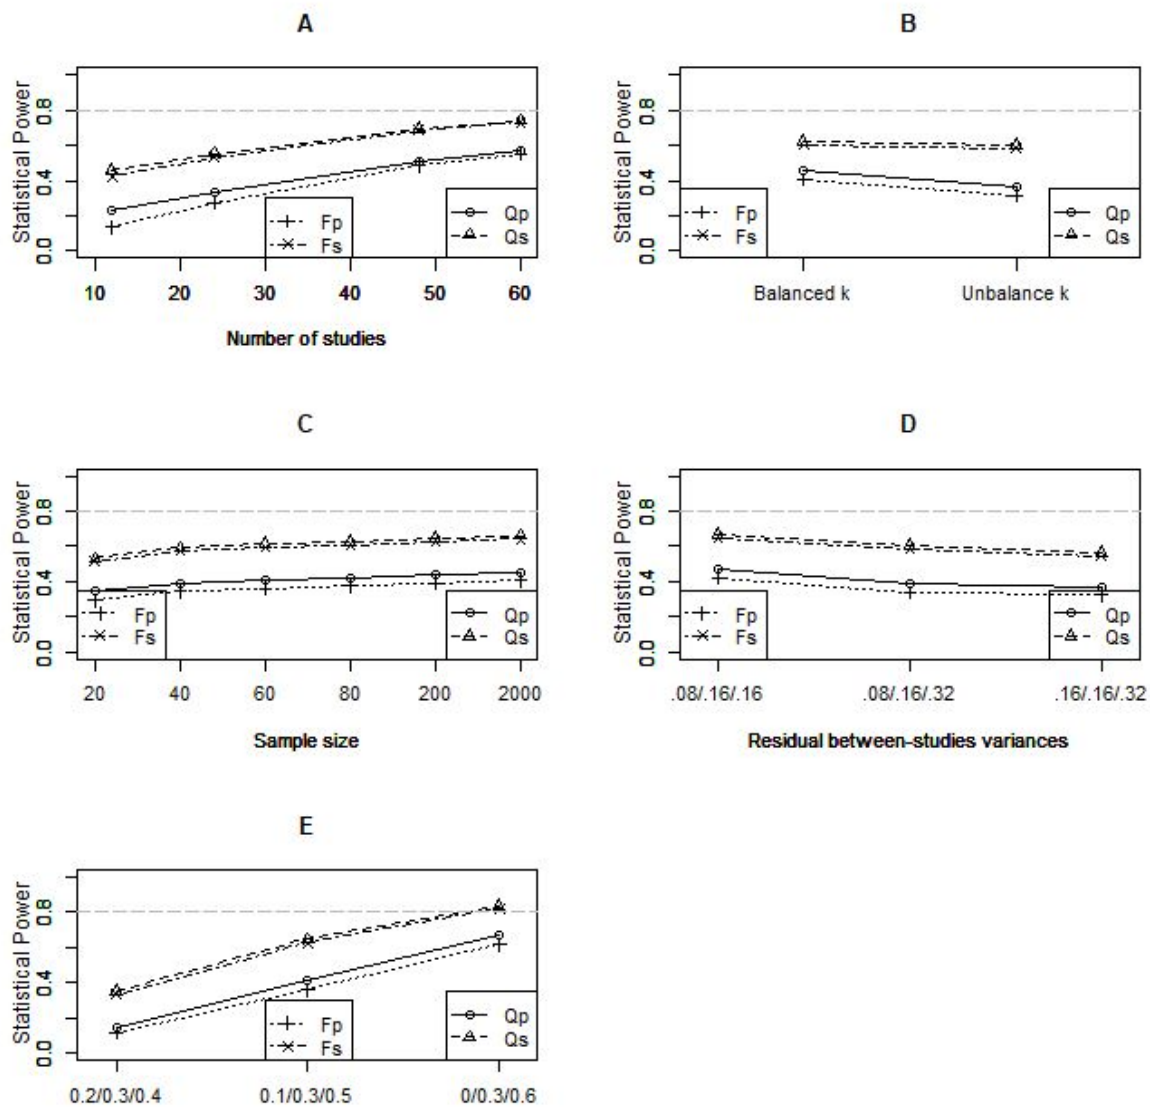 A
Statistical Power
0.0 0.4 0.8
Fp
Fs
Qp
Qs
10 20 30 40 50 60
Number of studies
B
Statistical Power
0.0 0.4 0.8
Fp
Fs
Qp
Qs
Balanced k Unbalance k
C
Statistical Power
0.0 0.4 0.8
Fp
Fs
Qp
Qs
20 40 60 80 200 2000
Sample size
D
Statistical Power
0.0 0.4 0.8
Fp
Fs
Qp
Qs
.08/.16/.16 .08/.16/.32 .16/.16/.32
Residual between-studies variances
E
Statistical Power
0.0 0.4 0.8
Fp
Fs
Qp
Qs
0.2/0.3/0.4 0.1/0.3/0.5 0/0.3/0.6